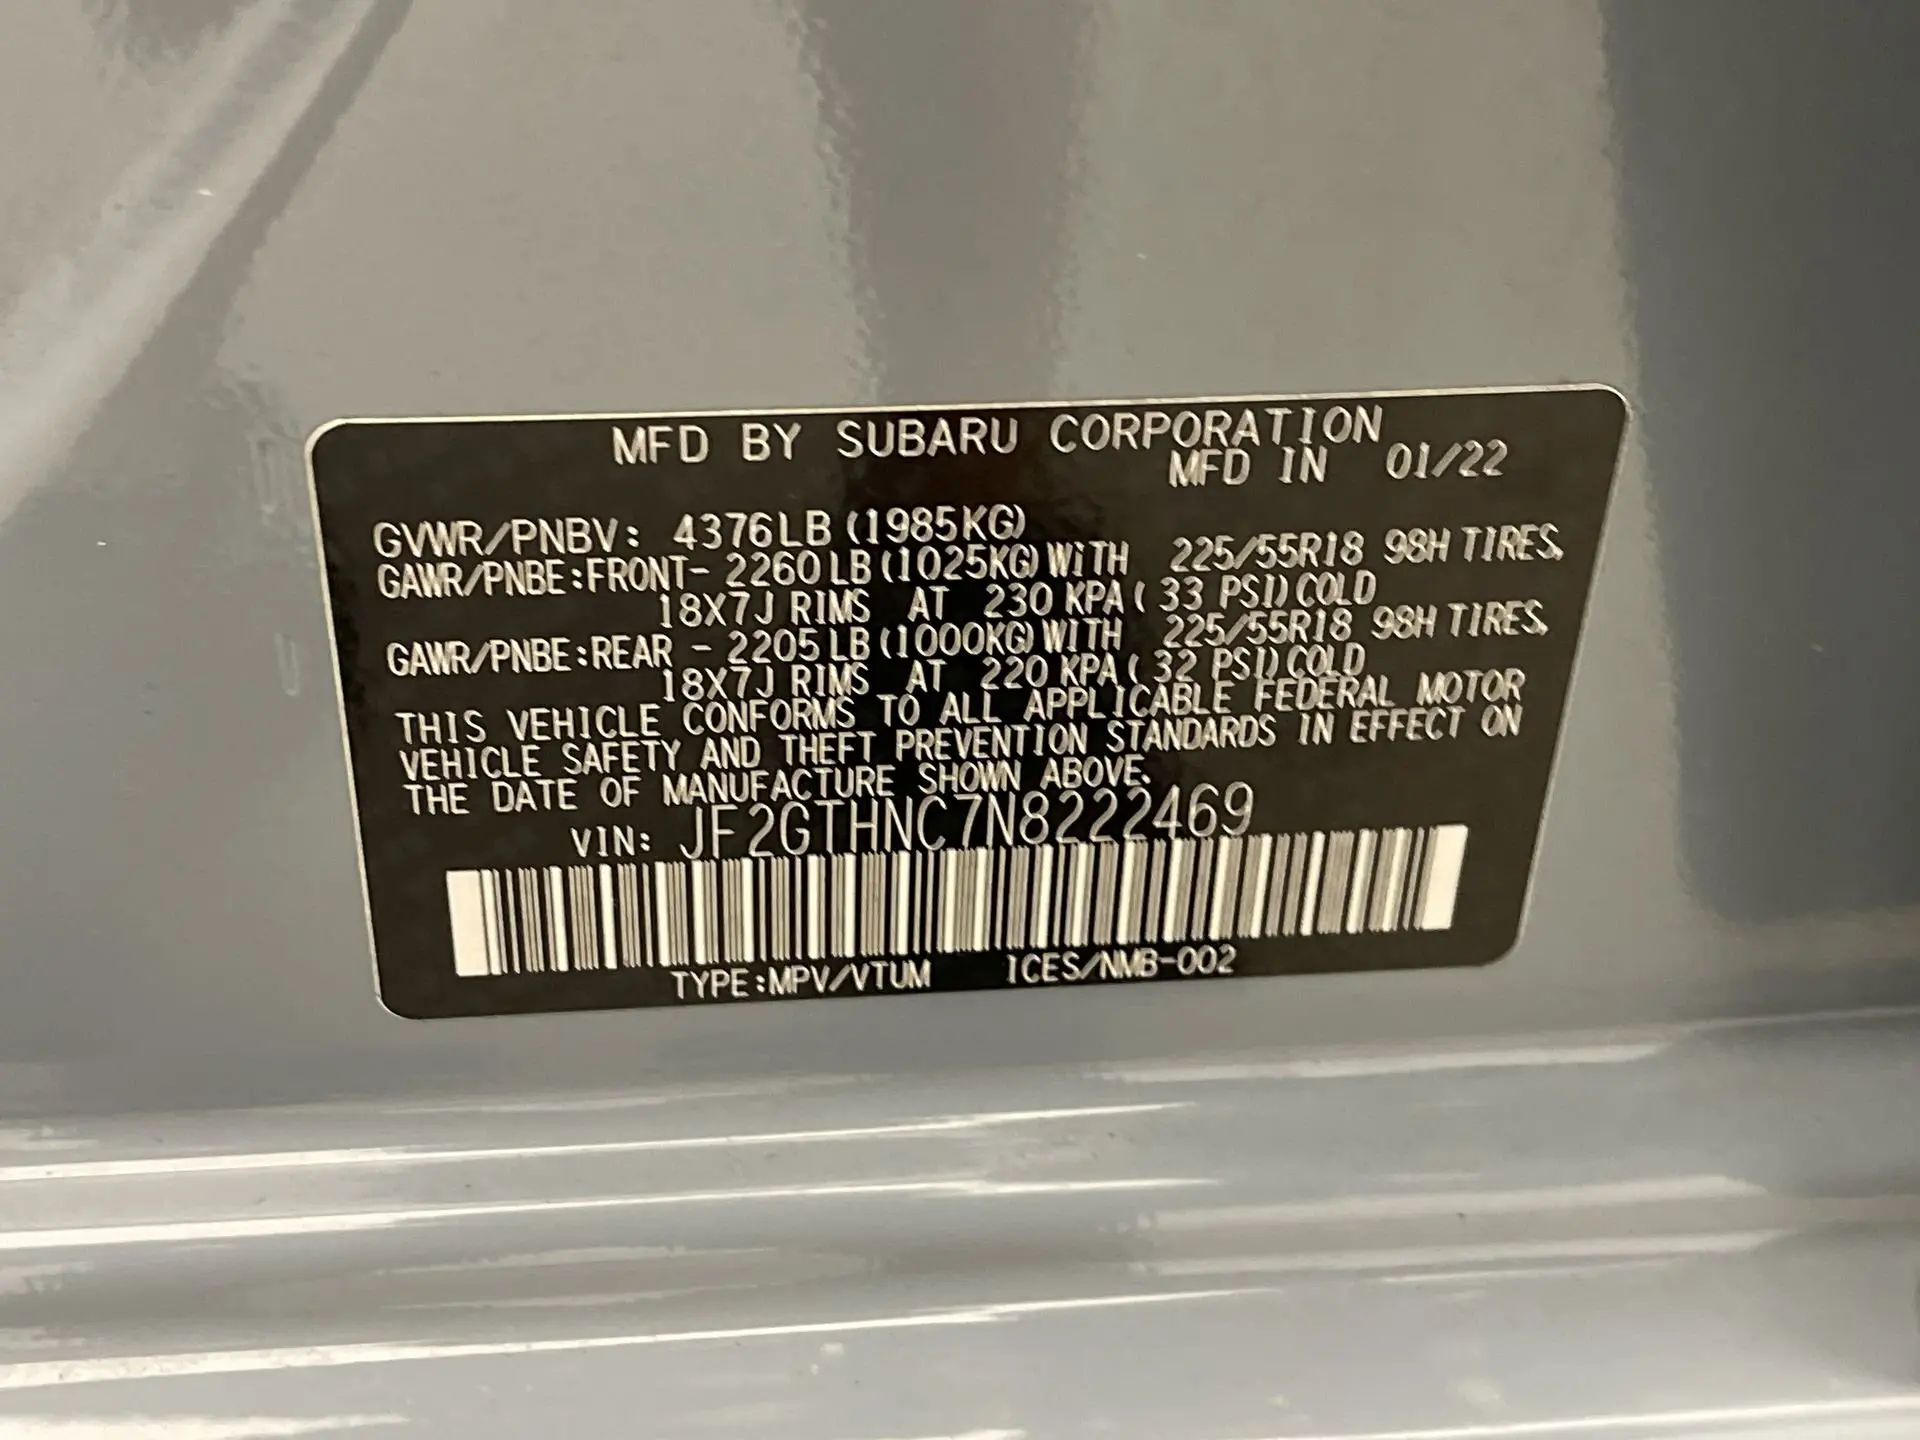 MFD BY SUBARU CORPORATION
MFD IN 01/22
GVWR/PNBV: 4376LB (1985KG)
GAWR/PNBE:FRONT- 2260 LB (1025KG) WITH 225/55R18 98H TIRES,
18X7J RIMS AT 230 KPA ( 33 PSI) COLD
GAWR/PNBE:REAR - 2205 LB (1000KG) WITH 225/55R18 98H TIRES,
18X7J RIMS AT 220 KPA ( 32 PSI) COLD
THIS VEHICLE CONFORMS TO ALL APPLICABLE FEDERAL MOTOR
VEHICLE SAFETY AND THEFT PREVENTION STANDARDS IN EFFECT ON
THE DATE OF MANUFACTURE SHOWN ABOVE.
VIN: JF2GTHNC7N8222469
TYPE:MPV/VTUM ICES/NMB-002